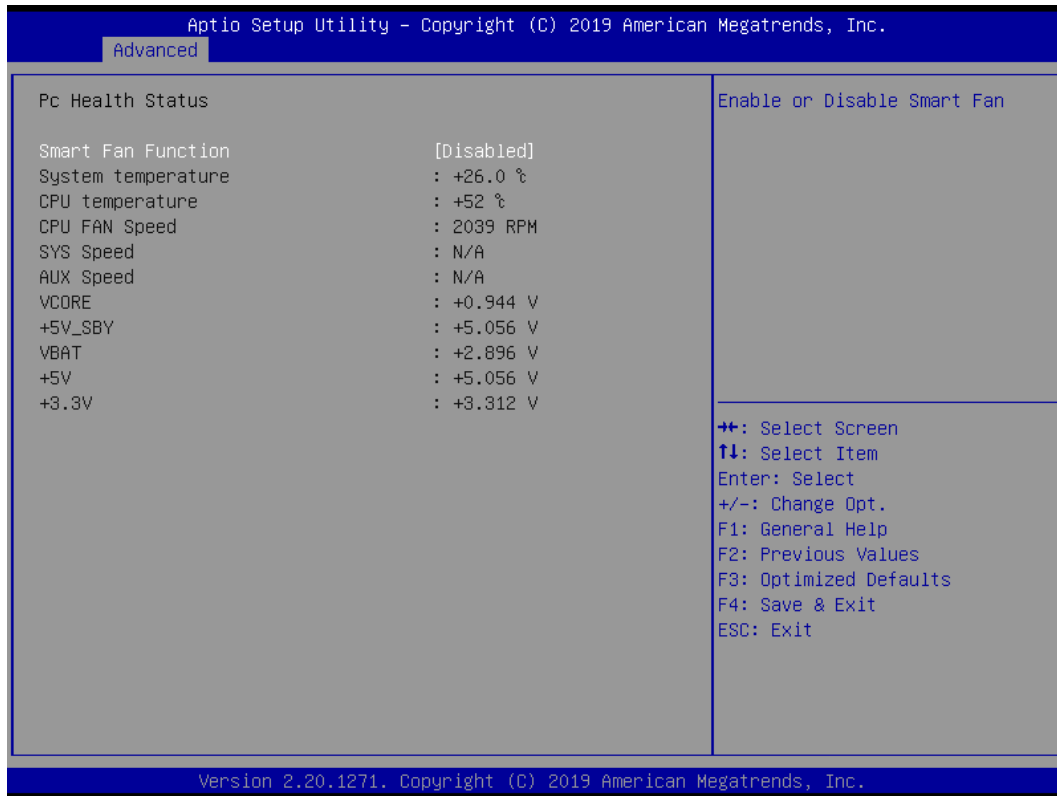 Aptio Setup Utility – Copyright (C) 2019 American Megatrends, Inc.
Advanced
Pc Health Status
Smart Fan Function [Disabled]
System temperature : +26.0 ℃
CPU temperature : +52 ℃
CPU FAN Speed : 2039 RPM
SYS Speed : N/A
AUX Speed : N/A
VCORE : +0.944 V
+5V_SBY : +5.056 V
VBAT : +2.896 V
+5V : +5.056 V
+3.3V : +3.312 V
Enable or Disable Smart Fan
→←: Select Screen
↑↓: Select Item
Enter: Select
+/-: Change Opt.
F1: General Help
F2: Previous Values
F3: Optimized Defaults
F4: Save & Exit
ESC: Exit
Version 2.20.1271. Copyright (C) 2019 American Megatrends, Inc.